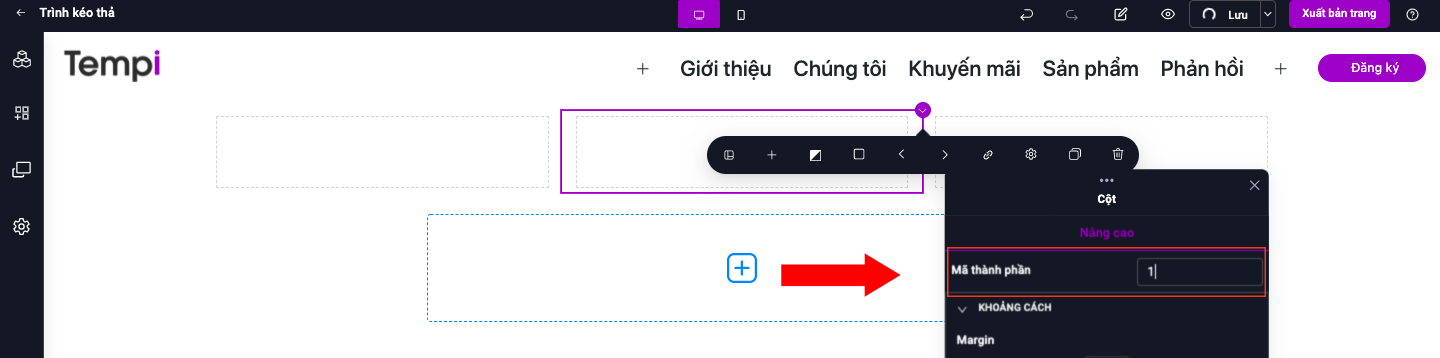 Trình kéo thả
Lưu
Xuất bản trang
Tempi
Giới thiệu
Chúng tôi
Khuyến mãi
Sản phẩm
Phản hồi
Đăng ký
Cột
Nâng cao
Mã thành phần
1
KHOẢNG CÁCH
Margin